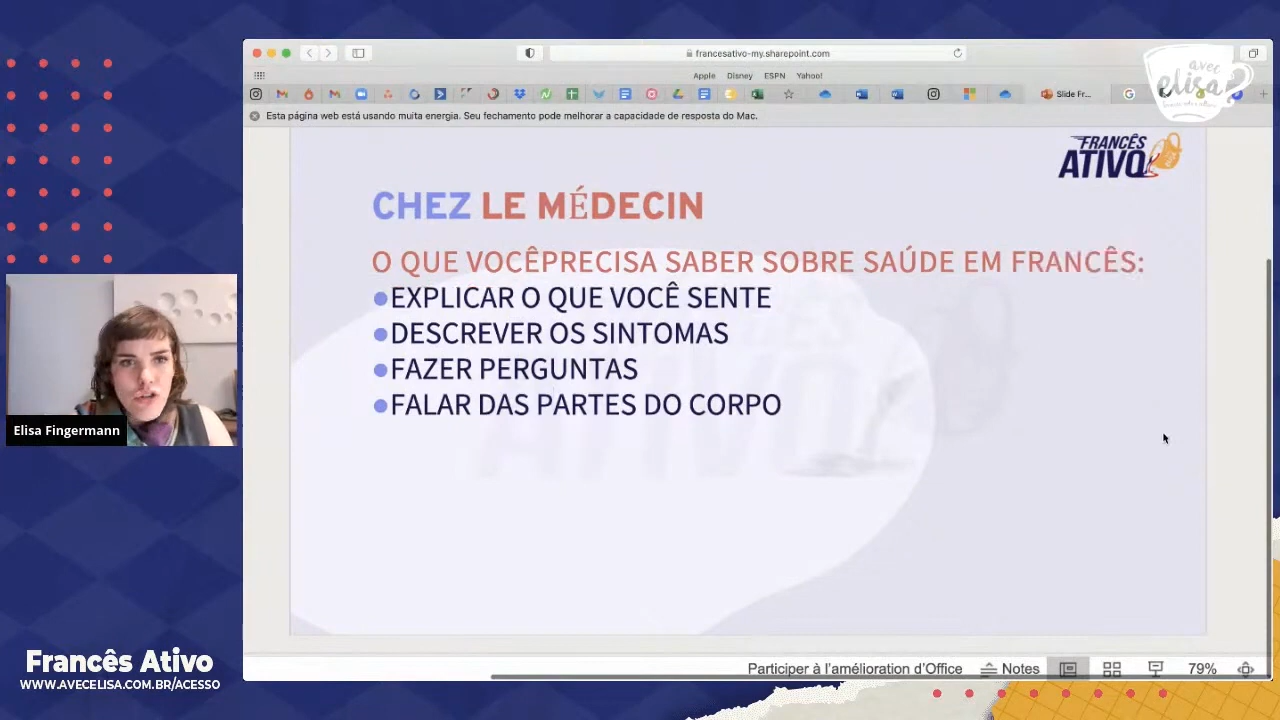 francesativo-my.sharepoint.com
Apple Disney ESPN Yahoo!
Slide Fr...
Esta página web está usando muita energia. Seu fechamento pode melhorar a capacidade de resposta do Mac.
avec
elisa
FRANCÊS
ATIVO
CHEZ LE MÉDECIN
O QUE VOCÊPRECISA SABER SOBRE SAÚDE EM FRANCÊS:
●EXPLICAR O QUE VOCÊ SENTE
●DESCREVER OS SINTOMAS
●FAZER PERGUNTAS
●FALAR DAS PARTES DO CORPO
ATIVO
Elisa Fingermann
Francês Ativo
WWW.AVECELISA.COM.BR/ACESSO
Participer à l'amélioration d'Office Notes 79%